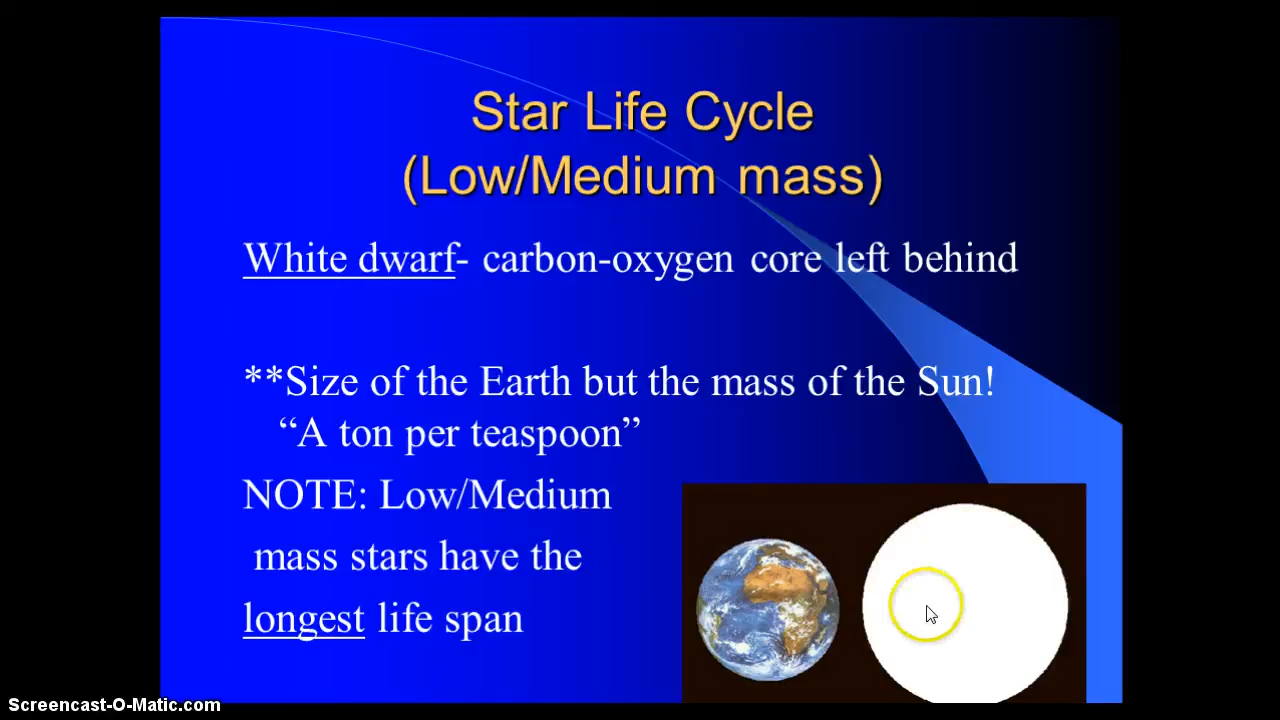 Star Life Cycle
(Low/Medium mass)
White dwarf- carbon-oxygen core left behind
**Size of the Earth but the mass of the Sun!
“A ton per teaspoon”
NOTE: Low/Medium
mass stars have the
longest life span
Screencast-O-Matic.com